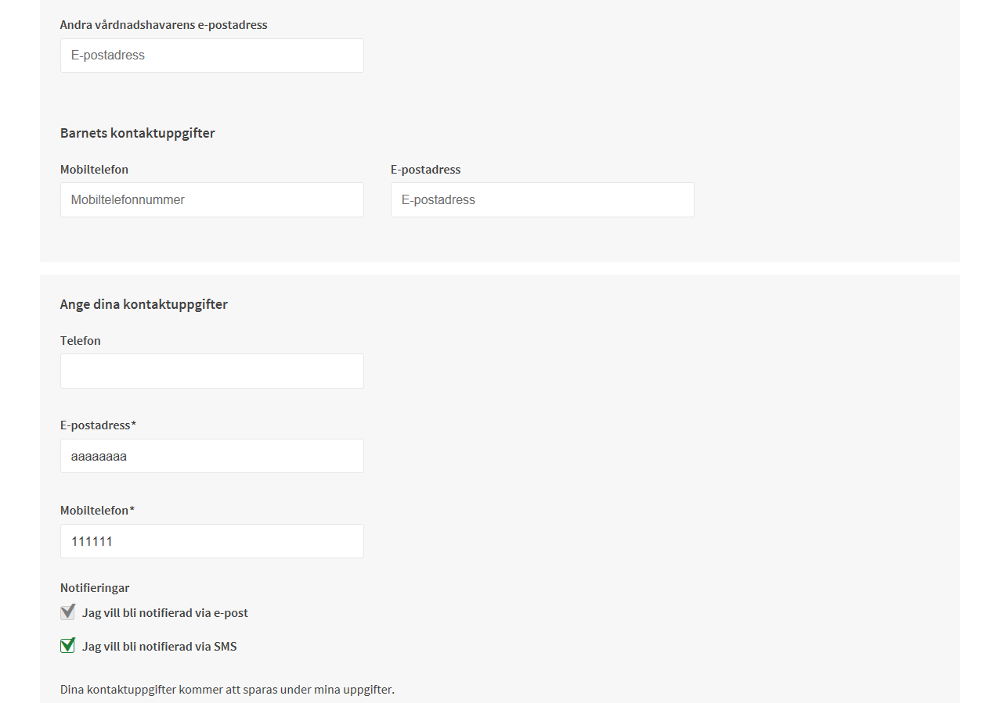 Andra vårdnadshavarens e-postadress
E-postadress
Barnets kontaktuppgifter
Mobiltelefon E-postadress
Mobiltelefonnummer E-postadress
Ange dina kontaktuppgifter
Telefon
E-postadress*
aaaaaaaa
Mobiltelefon*
111111
Notifieringar
Jag vill bli notifierad via e-post
Jag vill bli notifierad via SMS
Dina kontaktuppgifter kommer att sparas under mina uppgifter.